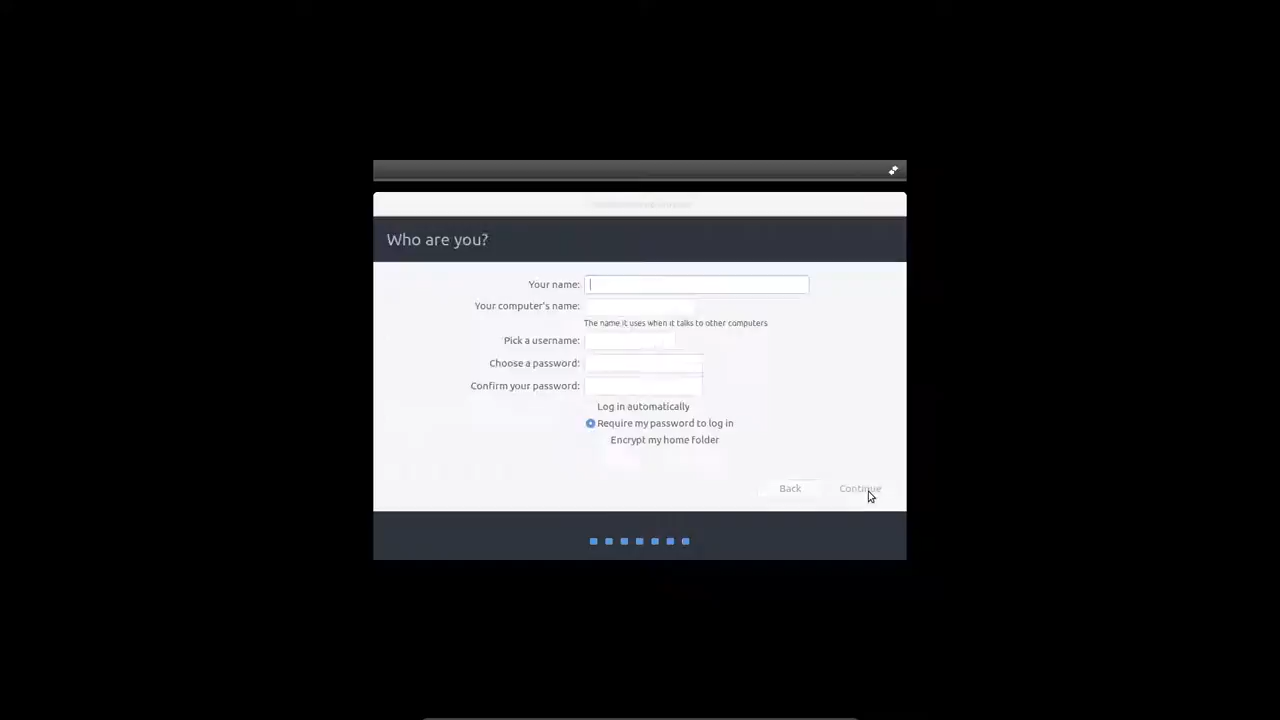 Who are you?
Your name:
Your computer's name:
The name it uses when it talks to other computers
Pick a username:
Choose a password:
Confirm your password:
Log in automatically
Require my password to log in
Encrypt my home folder
Back Continue